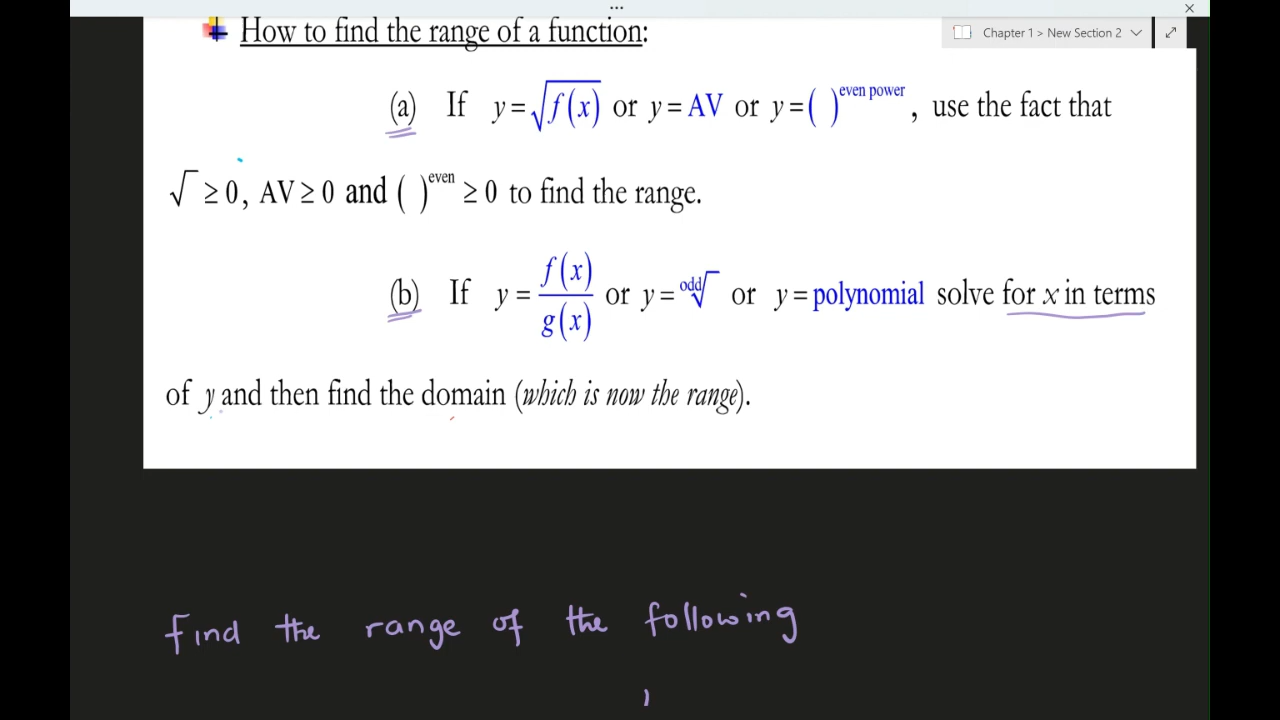 ...
How to find the range of a function:
Chapter 1 > New Section 2
(a) If y = √f(x) or y = AV or y = ( )^even power, use the fact that
√ ≥ 0, AV ≥ 0 and ( )^even ≥ 0 to find the range.
(b) If y = f(x)/g(x) or y = odd√ or y = polynomial solve for x in terms
of y and then find the domain (which is now the range).
Find the range of the following